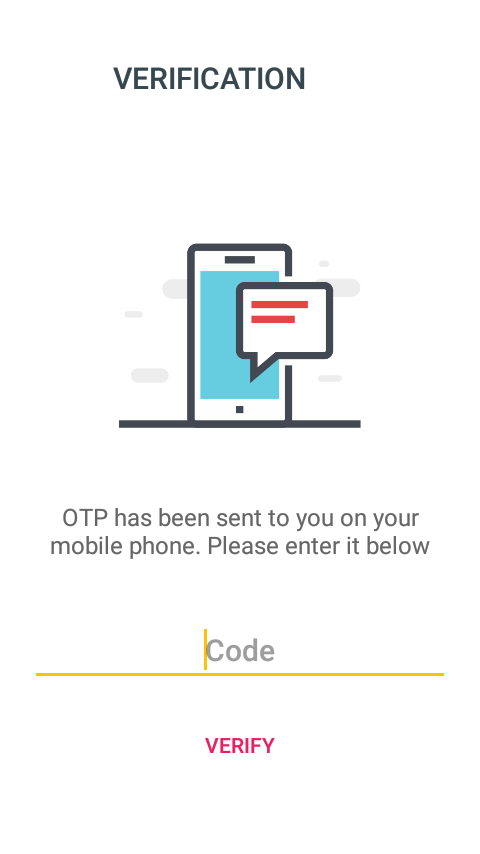 VERIFICATION
OTP has been sent to you on your
mobile phone. Please enter it below
Code
VERIFY